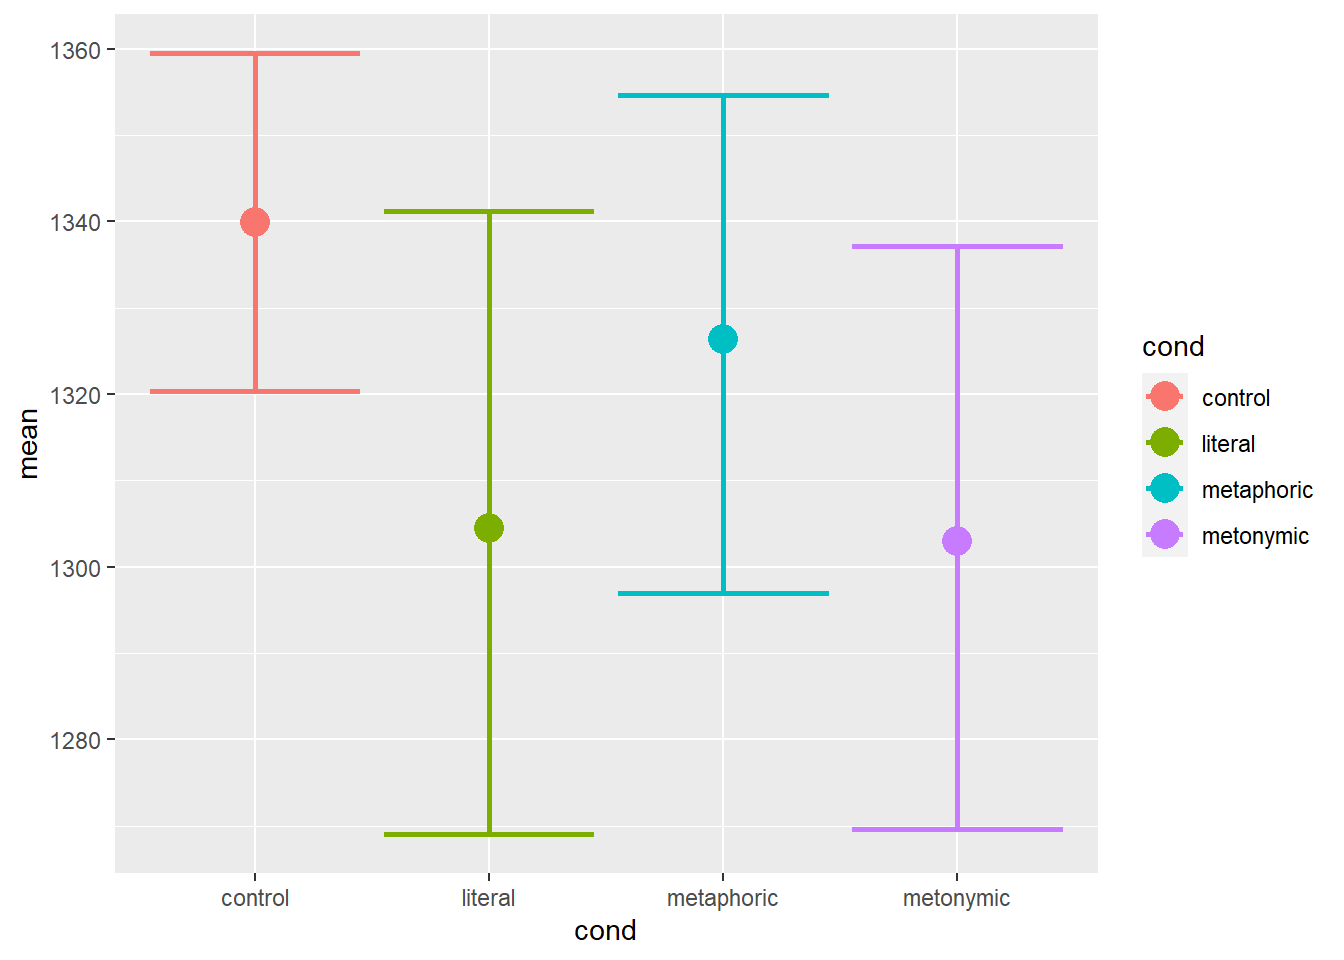 1360
1340
1320
1300
1280
mean
control
literal
metaphoric
metonymic
cond
cond
control
literal
metaphoric
metonymic